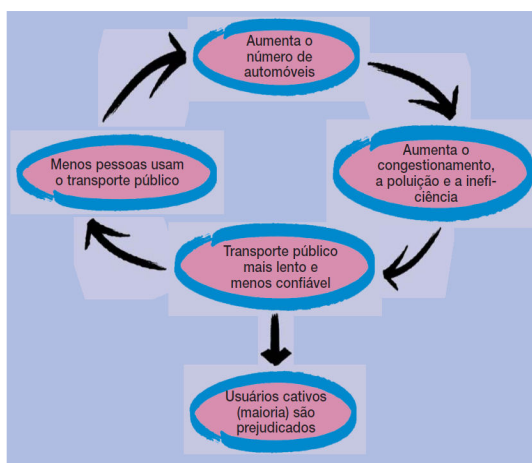 Aumenta o
número de
automóveis
Aumenta o
congestionamento,
a poluição e a inefi-
ciência
Transporte público
mais lento e
menos confiável
Menos pessoas usam
o transporte público
Usuários cativos
(maioria) são
prejudicados